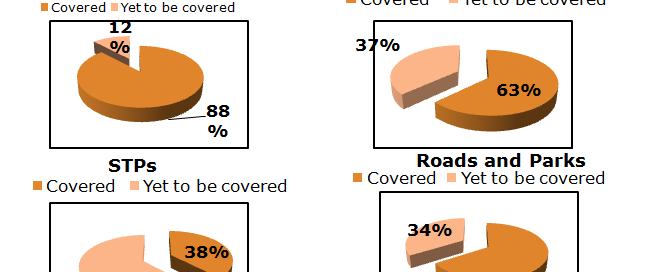 Covered Yet to be covered
12
%
88
%
Covered Yet to be covered
37%
63%
STPs
Covered Yet to be covered
38%
Roads and Parks
Covered Yet to be covered
34%